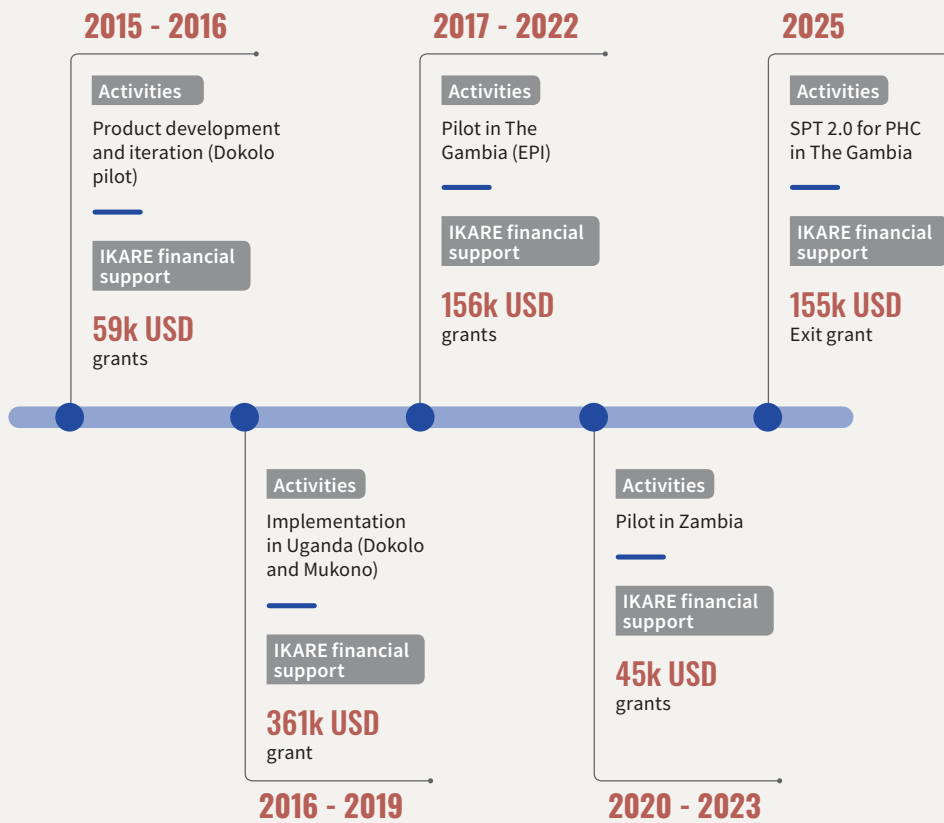 2015 - 2016
Activities
Product development
and iteration (Dokolo
pilot)
IKARE financial
support
59k USD
grants
2017 - 2022
Activities
Pilot in The
Gambia (EPI)
IKARE financial
support
156k USD
grants
2025
Activities
SPT 2.0 for PHC
in The Gambia
IKARE financial
support
155k USD
Exit grant
Activities
Implementation
in Uganda (Dokolo
and Mukono)
IKARE financial
support
361k USD
grant
2016 - 2019
Activities
Pilot in Zambia
IKARE financial
support
45k USD
grants
2020 - 2023